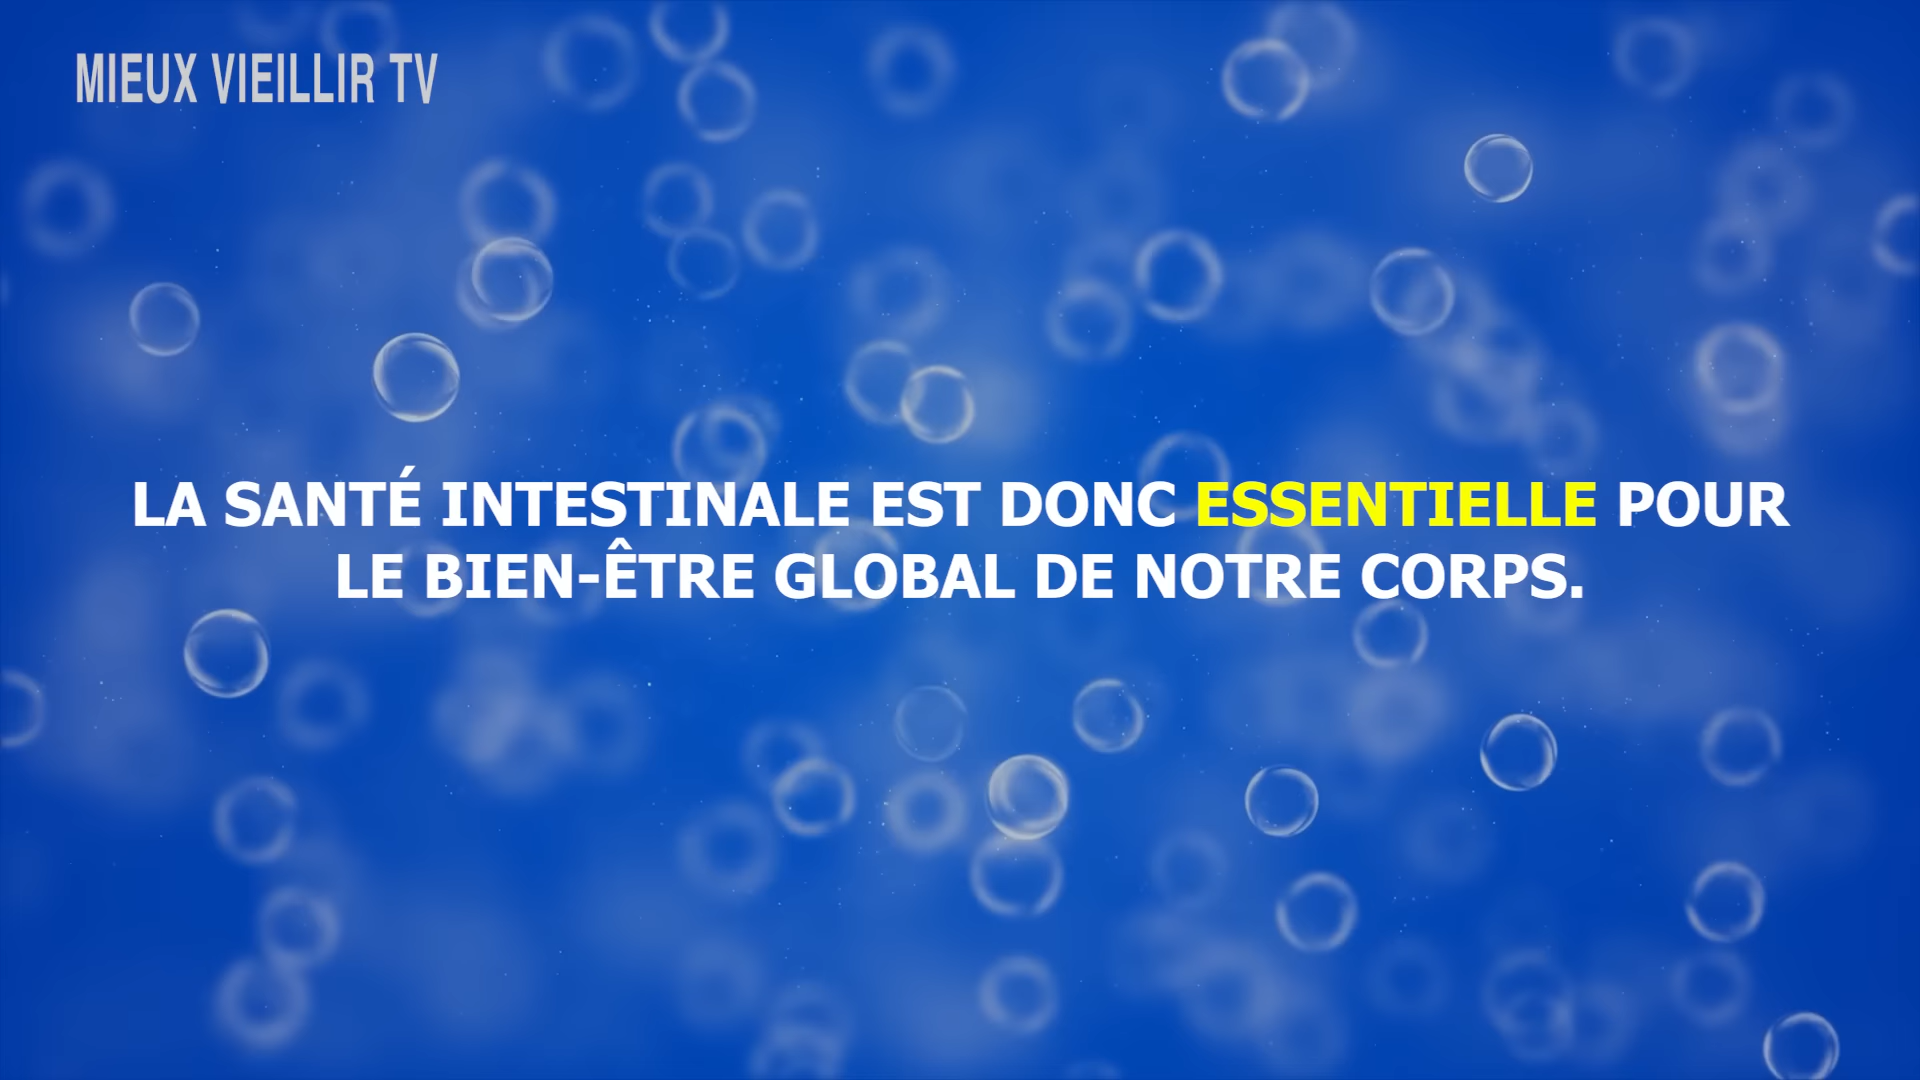 MIEUX VIEILLIR TV
LA SANTÉ INTESTINALE EST DONC ESSENTIELLE POUR
LE BIEN-ÊTRE GLOBAL DE NOTRE CORPS.